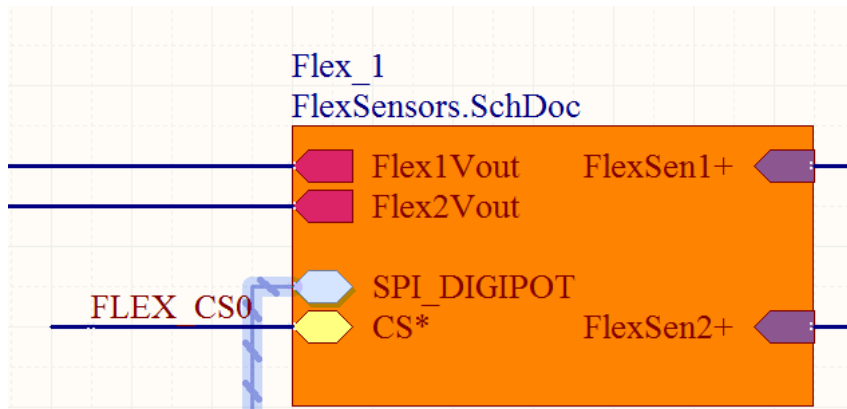 Flex_1
FlexSensors.SchDoc
Flex1Vout FlexSen1+
Flex2Vout
SPI_DIGIPOT
FLEX_CS0
CS* FlexSen2+